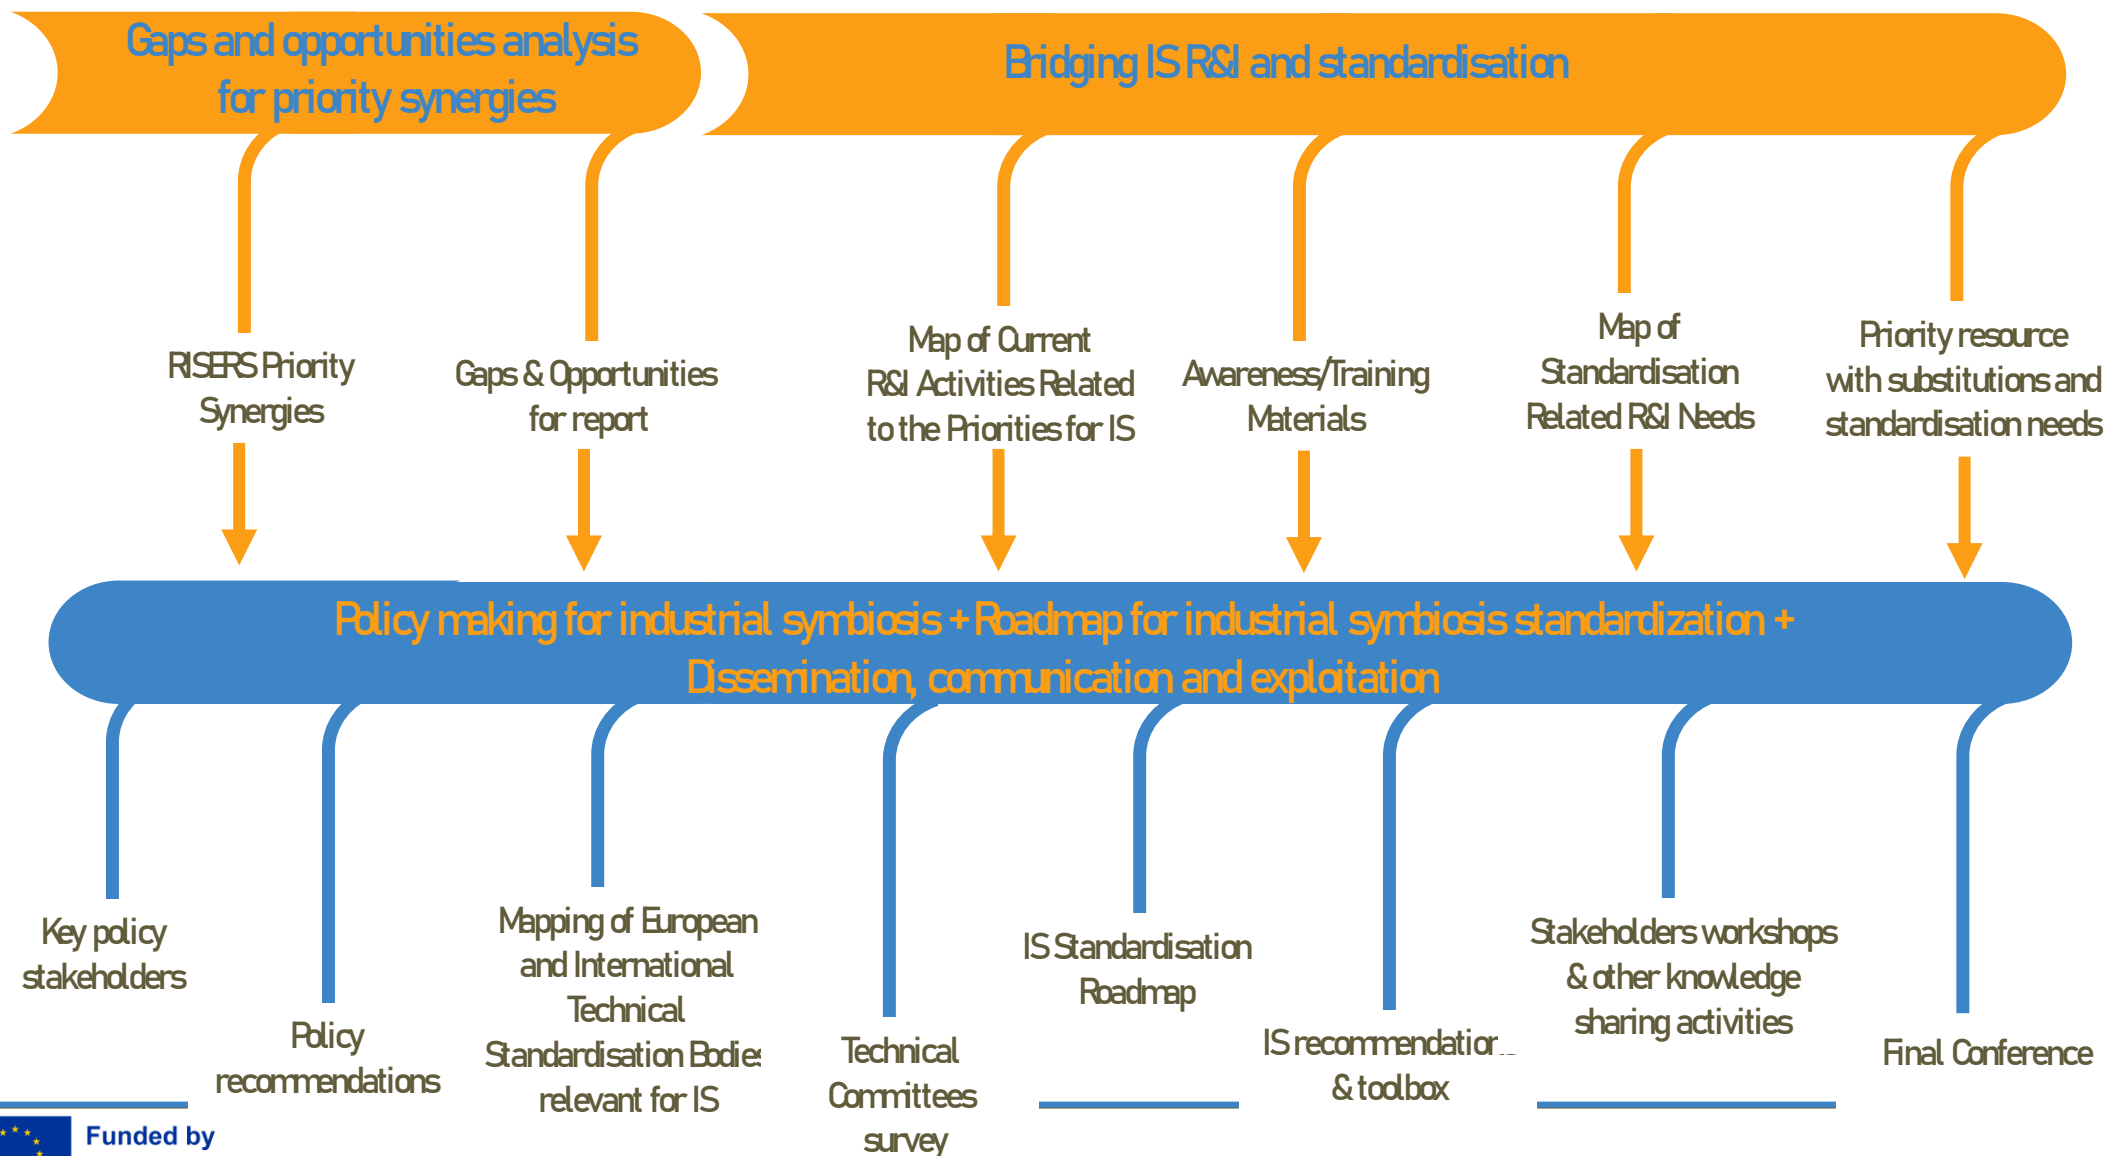 Gaps and opportunities analysis
for priority synergies
Bridging IS R&I and standardisation
RISERS Priority
Synergies
Gaps & Opportunities
for report
Map of Current
R&I Activities Related
to the Priorities for IS
Awareness/Training
Materials
Map of
Standardisation
Related R&I Needs
Priority resource
with substitutions and
standardisation needs
Policy making for industrial symbiosis + Roadmap for industrial symbiosis standardization +
Dissemination, communication and exploitation
Key policy
stakeholders
Policy
recommendations
Mapping of European
and International
Technical
Standardisation Bodies
relevant for IS
Technical
Committees
survey
IS Standardisation
Roadmap
IS recommendation
& toolbox
Stakeholders workshops
& other knowledge
sharing activities
Final Conference
Funded by